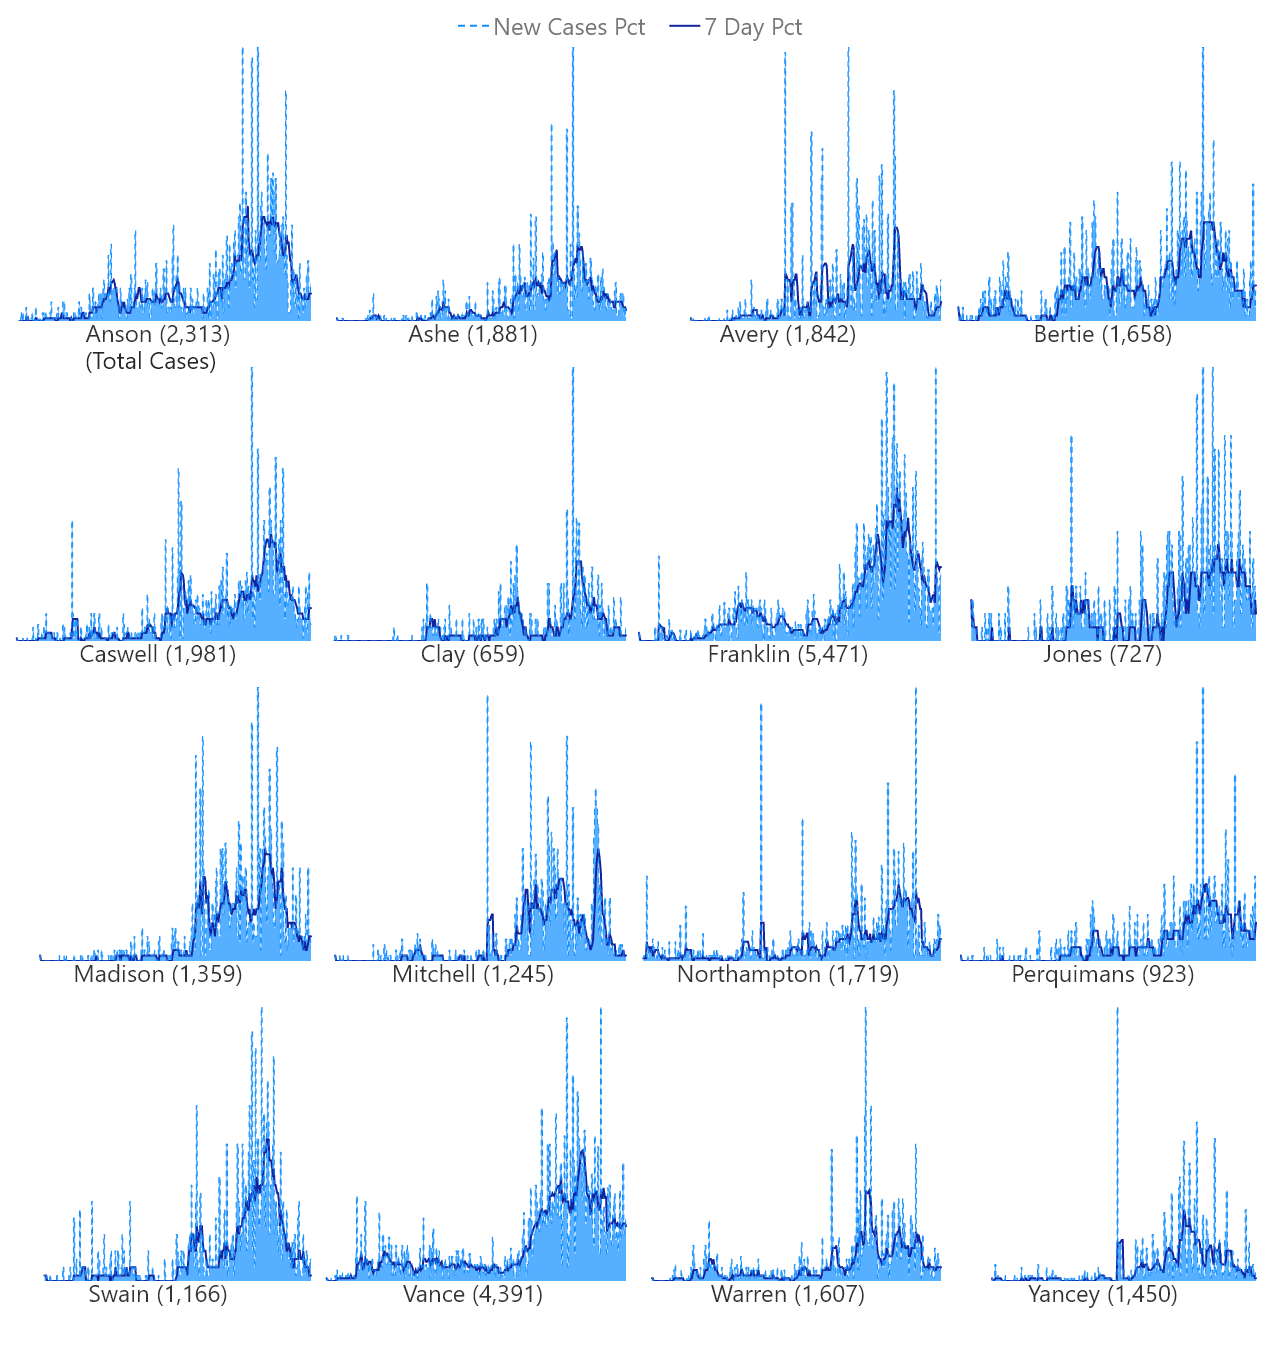 New Cases Pct 7 Day Pct
Anson (2,313) Ashe (1,881) Avery (1,842) Bertie (1,658)
(Total Cases)
Caswell (1,981) Clay (659) Franklin (5,471) Jones (727)
Madison (1,359) Mitchell (1,245) Northampton (1,719) Perquimans (923)
Swain (1,166) Vance (4,391) Warren (1,607) Yancey (1,450)